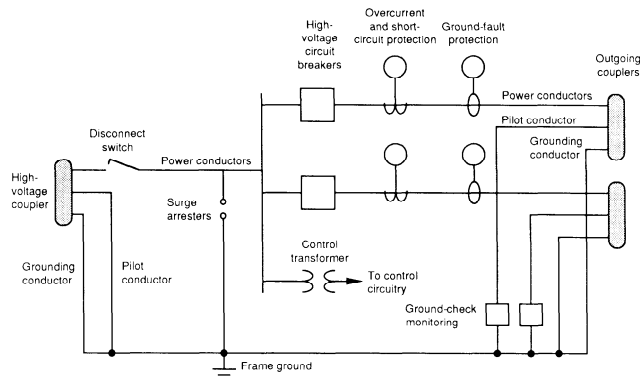 High-
voltage
circuit
breakers
Overcurrent
and short-
circuit protection
Ground-fault
protection
Outgoing
couplers
Power conductors
Pilot conductor
Grounding
conductor
Disconnect
switch
Power conductors
High-
voltage
coupler
Surge
arresters
Control
transformer
To control
circuitry
Grounding
conductor
Pilot
conductor
Ground-check
monitoring
Frame ground